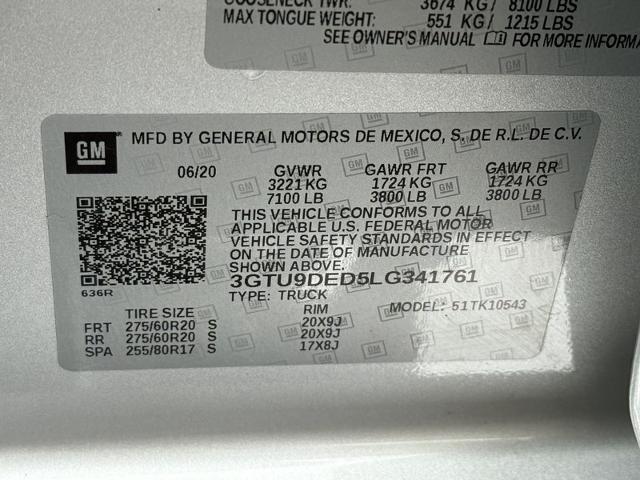 GOOSENECK TWR: 3674 KG/ 8100 LBS
MAX TONGUE WEIGHT: 551 KG / 1215 LBS
SEE OWNER'S MANUAL FOR MORE INFORMA
GM MFD BY GENERAL MOTORS DE MEXICO, S. DE R.L. DE C.V.
06/20 GVWR GAWR FRT GAWR RR
3221 KG 1724 KG 1724 KG
7100 LB 3800 LB 3800 LB
THIS VEHICLE CONFORMS TO ALL
APPLICABLE U.S. FEDERAL MOTOR
VEHICLE SAFETY STANDARDS IN EFFECT
ON THE DATE OF MANUFACTURE
SHOWN ABOVE.
3GTU9DED5LG341761
636R
TYPE: TRUCK MODEL: 51TK10543
TIRE SIZE RIM
FRT 275/60R20 S 20X9J
RR 275/60R20 S 20X9J
SPA 255/80R17 S 17X8J